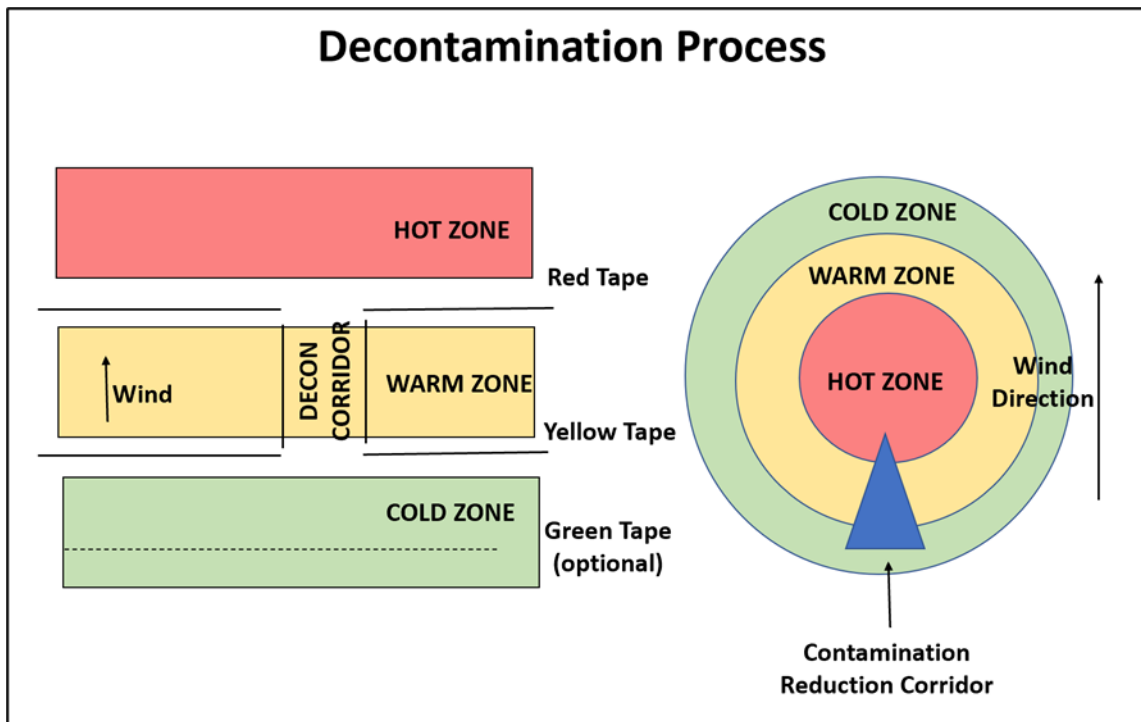 Decontamination Process
HOT ZONE
Red Tape
Wind
DECON
CORRIDOR
WARM ZONE
Yellow Tape
COLD ZONE
Green Tape
(optional)
COLD ZONE
WARM ZONE
HOT ZONE
Wind
Direction
Contamination
Reduction Corridor